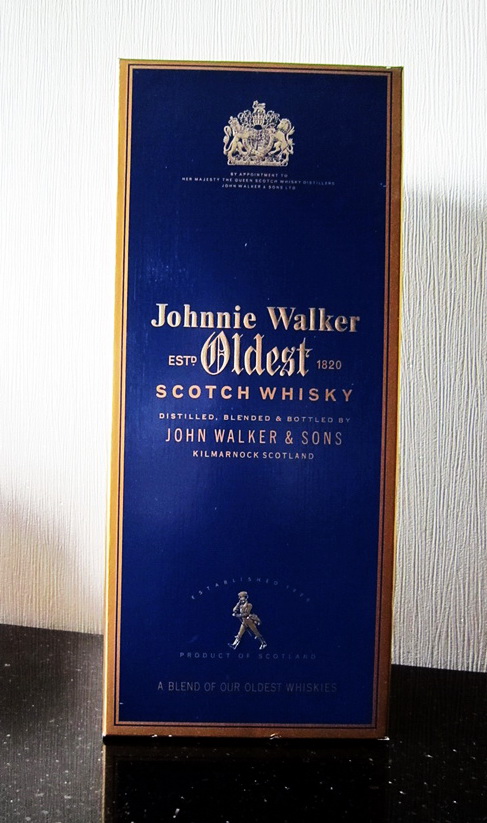 BY APPOINTMENT TO
HER MAJESTY THE QUEEN SCOTCH WHISKY DISTILLERS
JOHN WALKER & SONS LTD
Johnnie Walker
ESTD Oldest 1820
SCOTCH WHISKY
DISTILLED, BLENDED & BOTTLED BY
JOHN WALKER & SONS
KILMARNOCK SCOTLAND
ESTABLISHED
PRODUCT OF SCOTLAND
A BLEND OF OUR OLDEST WHISKIES